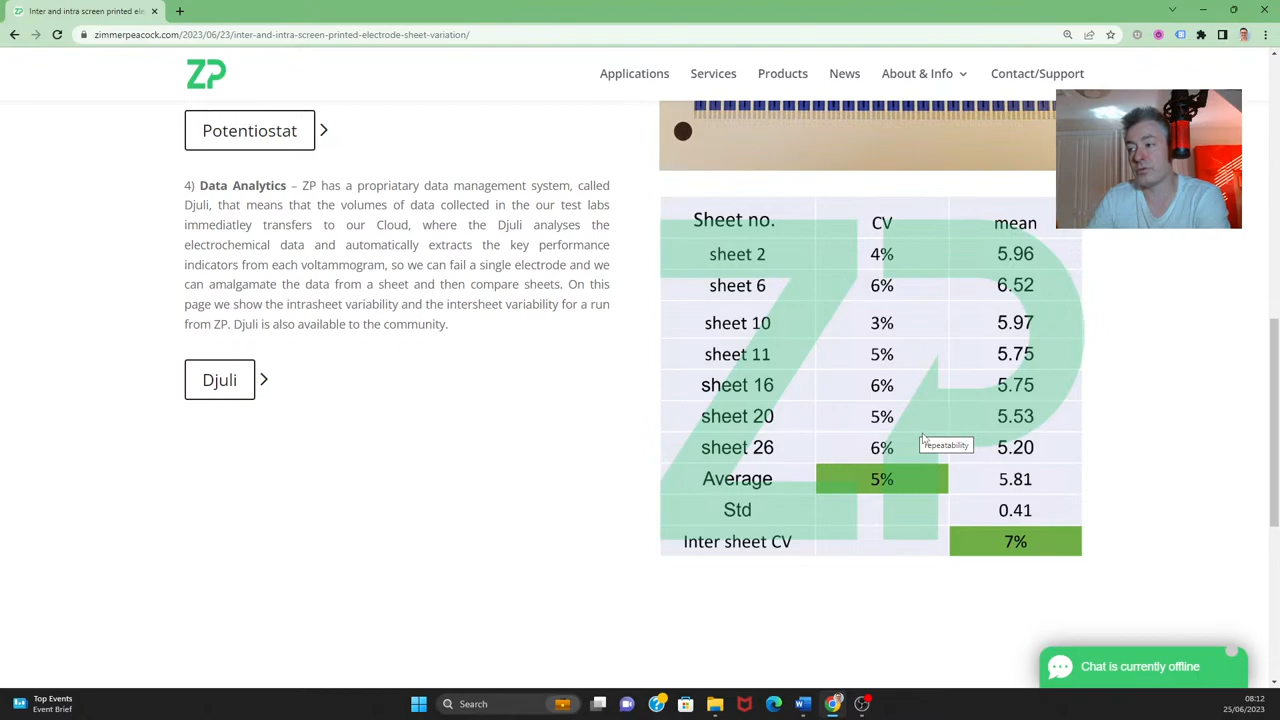 Inter and intra screen printed ele
zimmerpeacock.com/2023/06/23/inter-and-intra-screen-printed-electrode-sheet-variation/
ZP
Applications
Services
Products
News
About & Info
Contact/Support
Potentiostat
4) Data Analytics – ZP has a propriatary data management system, called
Djuli, that means that the volumes of data collected in the our test labs
immediatley transfers to our Cloud, where the Djuli analyses the
electrochemical data and automatically extracts the key performance
indicators from each voltammogram, so we can fail a single electrode and we
can amalgamate the data from a sheet and then compare sheets. On this
page we show the intrasheet variability and the intersheet variability for a run
from ZP. Djuli is also available to the community.
Djuli
Sheet no. CV mean
sheet 2 4% 5.96
sheet 6 6% 6.52
sheet 10 3% 5.97
sheet 11 5% 5.75
sheet 16 6% 5.75
sheet 20 5% 5.53
repeatability
sheet 26 6% 5.20
Average 5% 5.81
Std 0.41
Inter sheet CV 7%
ZP
Chat is currently offline
Top Events
Event Brief
Search
08:12
25/06/2023